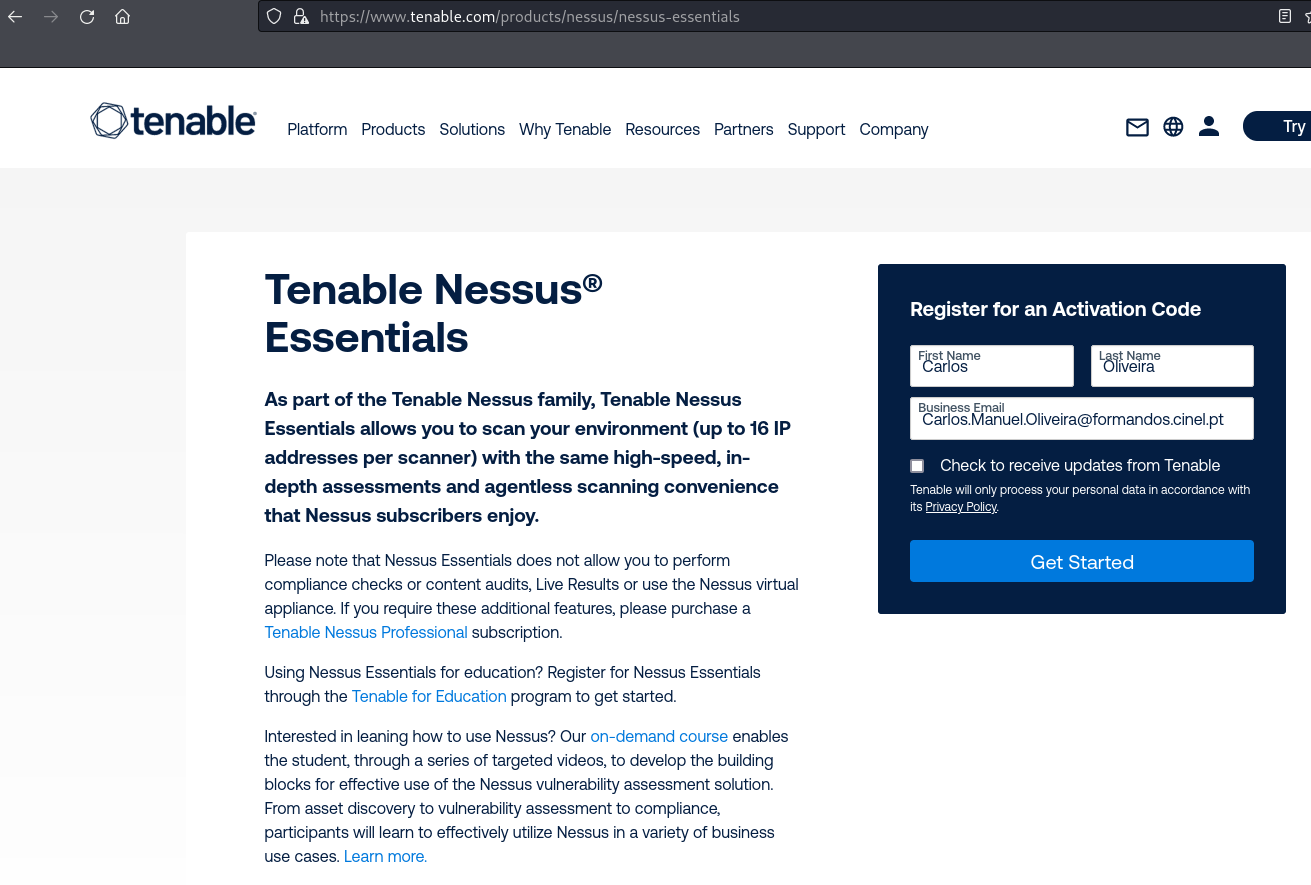 https://www.tenable.com/products/nessus/nessus-essentials
tenable®
Platform Products Solutions Why Tenable Resources Partners Support Company
Try
Tenable Nessus®
Essentials
As part of the Tenable Nessus family, Tenable Nessus
Essentials allows you to scan your environment (up to 16 IP
addresses per scanner) with the same high-speed, in-
depth assessments and agentless scanning convenience
that Nessus subscribers enjoy.
Please note that Nessus Essentials does not allow you to perform
compliance checks or content audits, Live Results or use the Nessus virtual
appliance. If you require these additional features, please purchase a
Tenable Nessus Professional subscription.
Using Nessus Essentials for education? Register for Nessus Essentials
through the Tenable for Education program to get started.
Interested in leaning how to use Nessus? Our on-demand course enables
the student, through a series of targeted videos, to develop the building
blocks for effective use of the Nessus vulnerability assessment solution.
From asset discovery to vulnerability assessment to compliance,
participants will learn to effectively utilize Nessus in a variety of business
use cases. Learn more.
Register for an Activation Code
First Name
Carlos
Last Name
Oliveira
Business Email
Carlos.Manuel.Oliveira@formandos.cinel.pt
Check to receive updates from Tenable
Tenable will only process your personal data in accordance with
its Privacy Policy.
Get Started